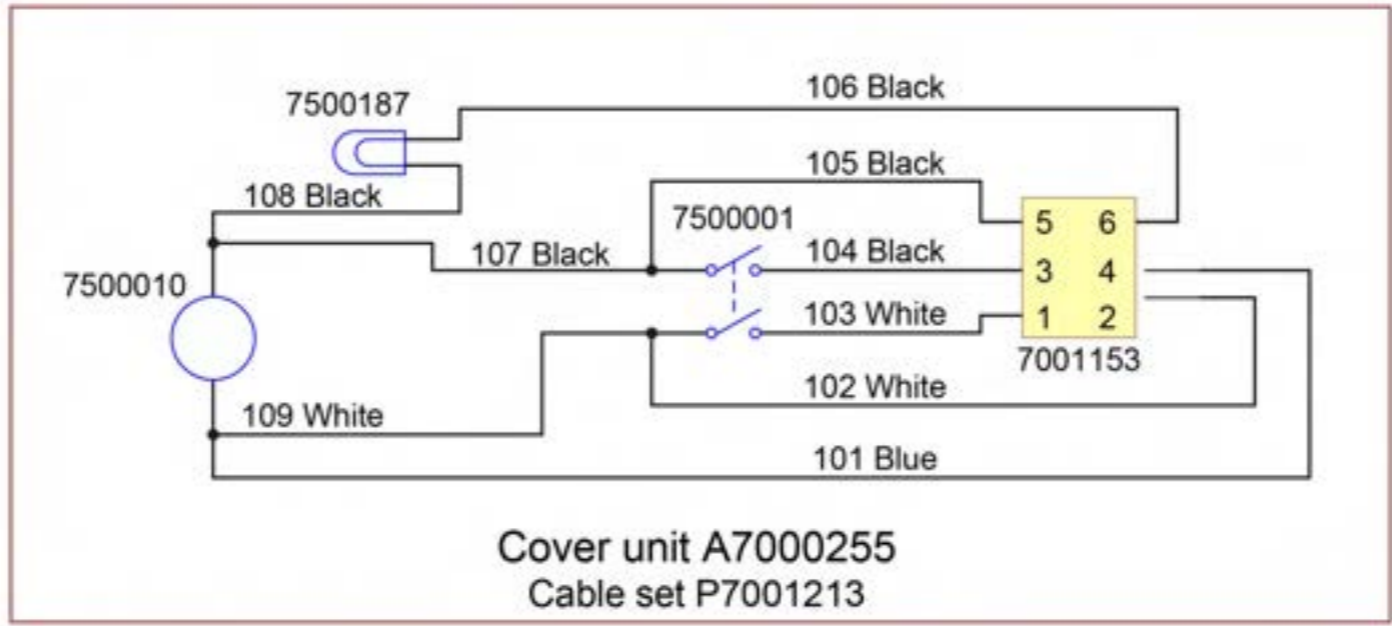 106 Black
7500187
105 Black
108 Black
7500001
5 6
107 Black
104 Black
3 4
7500010
103 White
1 2
7001153
102 White
109 White
101 Blue
Cover unit A7000255
Cable set P7001213